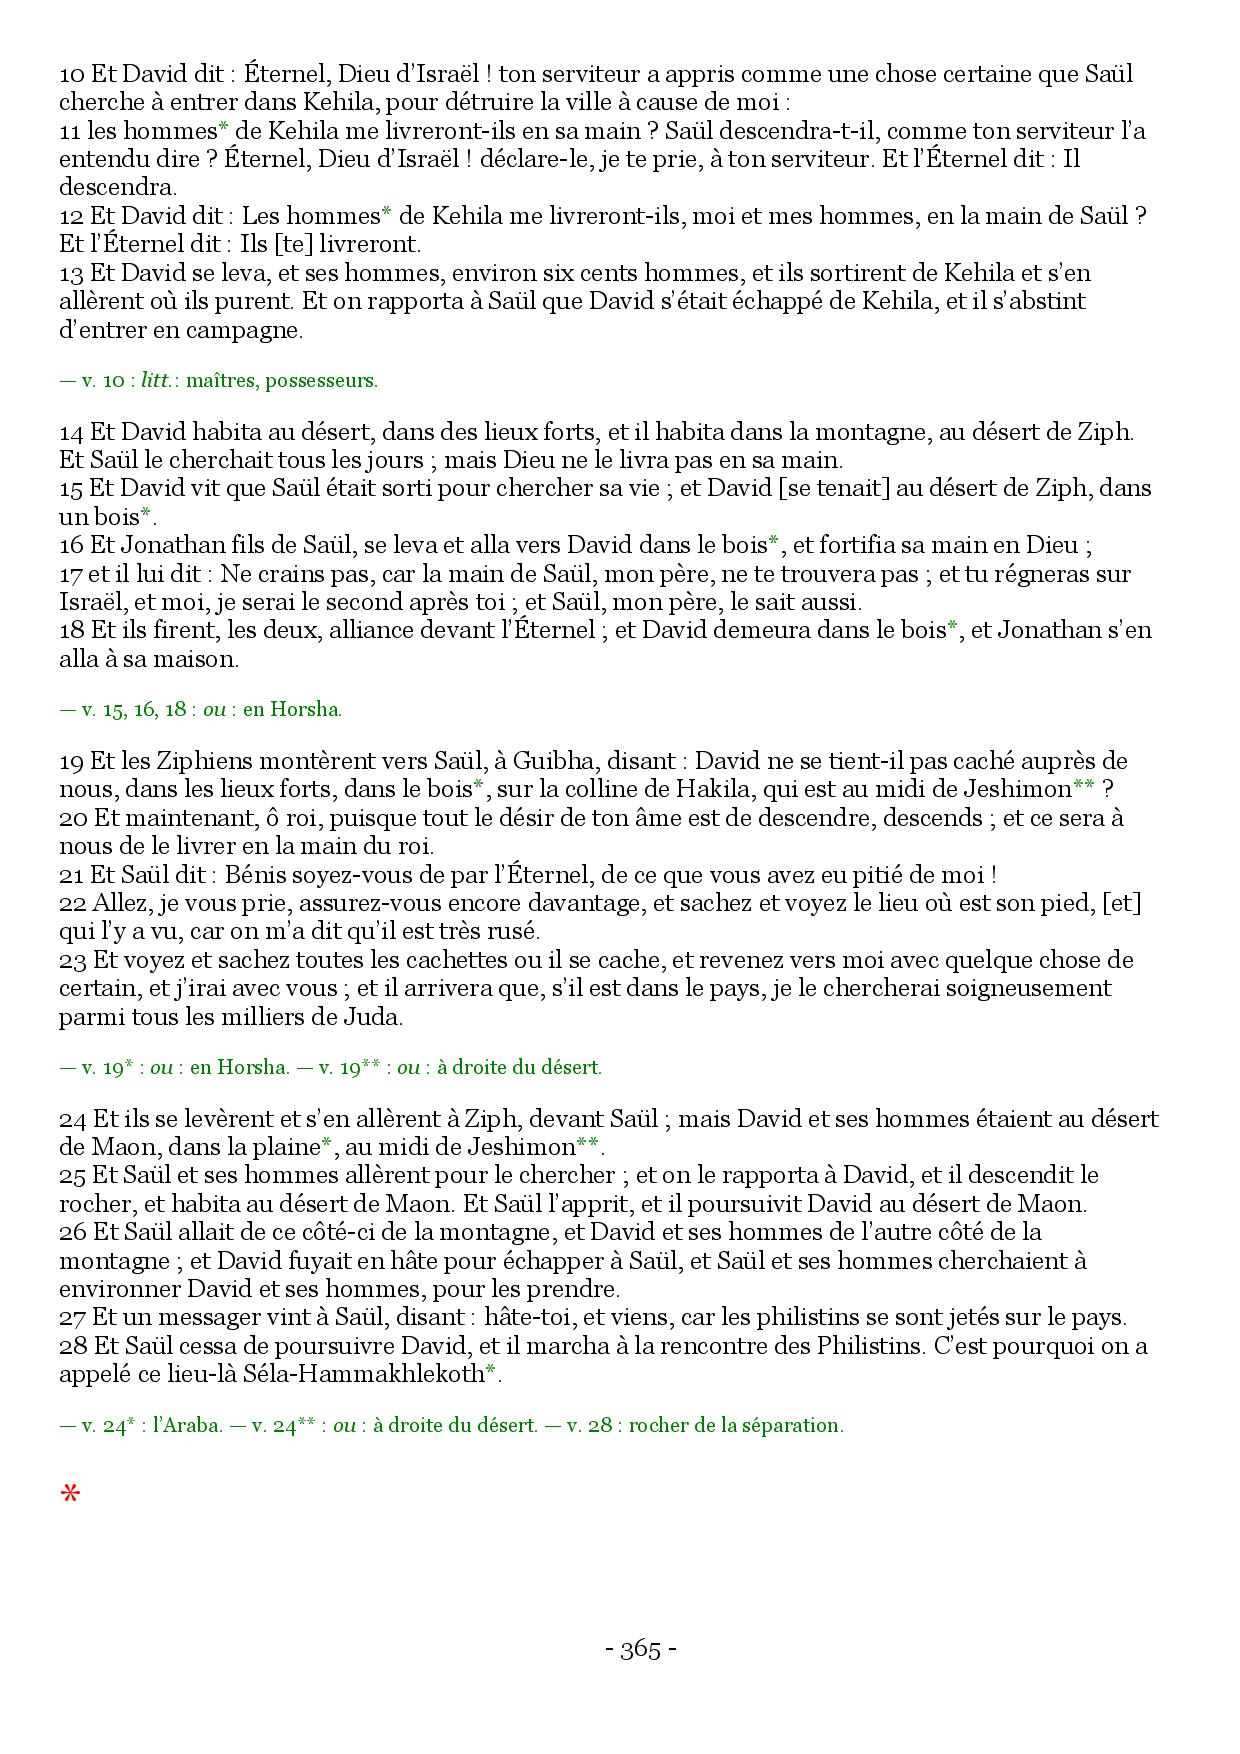 10 Et David dit : Éternel, Dieu d’Israël ! ton serviteur a appris comme une chose certaine que Saül
cherche à entrer dans Kehila, pour détruire la ville à cause de moi :
11 les hommes* de Kehila me livreront-ils en sa main ? Saül descendra-t-il, comme ton serviteur l’a
entendu dire ? Éternel, Dieu d’Israël ! déclare-le, je te prie, à ton serviteur. Et l’Éternel dit : Il
descendra.
12 Et David dit : Les hommes* de Kehila me livreront-ils, moi et mes hommes, en la main de Saül ?
Et l’Éternel dit : Ils [te] livreront.
13 Et David se leva, et ses hommes, environ six cents hommes, et ils sortirent de Kehila et s’en
allèrent où ils purent. Et on rapporta à Saül que David s’était échappé de Kehila, et il s’abstint
d’entrer en campagne.
— v. 10 : litt.: maîtres, possesseurs.
14 Et David habita au désert, dans des lieux forts, et il habita dans la montagne, au désert de Ziph.
Et Saül le cherchait tous les jours ; mais Dieu ne le livra pas en sa main.
15 Et David vit que Saül était sorti pour chercher sa vie ; et David [se tenait] au désert de Ziph, dans
un bois*.
16 Et Jonathan fils de Saül, se leva et alla vers David dans le bois*, et fortifia sa main en Dieu ;
17 et il lui dit : Ne crains pas, car la main de Saül, mon père, ne te trouvera pas ; et tu régneras sur
Israël, et moi, je serai le second après toi ; et Saül, mon père, le sait aussi.
18 Et ils firent, les deux, alliance devant l’Éternel ; et David demeura dans le bois*, et Jonathan s’en
alla à sa maison.
— v. 15, 16, 18 : ou : en Horsha.
19 Et les Ziphiens montèrent vers Saül, à Guibha, disant : David ne se tient-il pas caché auprès de
nous, dans les lieux forts, dans le bois*, sur la colline de Hakila, qui est au midi de Jeshimon** ?
20 Et maintenant, ô roi, puisque tout le désir de ton âme est de descendre, descends ; et ce sera à
nous de le livrer en la main du roi.
21 Et Saül dit : Bénis soyez-vous de par l’Éternel, de ce que vous avez eu pitié de moi !
22 Allez, je vous prie, assurez-vous encore davantage, et sachez et voyez le lieu où est son pied, [et]
qui l’y a vu, car on m’a dit qu’il est très rusé.
23 Et voyez et sachez toutes les cachettes ou il se cache, et revenez vers moi avec quelque chose de
certain, et j’irai avec vous ; et il arrivera que, s’il est dans le pays, je le chercherai soigneusement
parmi tous les milliers de Juda.
— v. 19* : ou : en Horsha. — v. 19** : ou : à droite du désert.
24 Et ils se levèrent et s’en allèrent à Ziph, devant Saül ; mais David et ses hommes étaient au désert
de Maon, dans la plaine*, au midi de Jeshimon**.
25 Et Saül et ses hommes allèrent pour le chercher ; et on le rapporta à David, et il descendit le
rocher, et habita au désert de Maon. Et Saül l’apprit, et il poursuivit David au désert de Maon.
26 Et Saül allait de ce côté-ci de la montagne, et David et ses hommes de l’autre côté de la
montagne ; et David fuyait en hâte pour échapper à Saül, et Saül et ses hommes cherchaient à
environner David et ses hommes, pour les prendre.
27 Et un messager vint à Saül, disant : hâte-toi, et viens, car les philistins se sont jetés sur le pays.
28 Et Saül cessa de poursuivre David, et il marcha à la rencontre des Philistins. C’est pourquoi on a
appelé ce lieu-là Séla-Hammakhlekoth*.
— v. 24* : l’Araba. — v. 24** : ou : à droite du désert. — v. 28 : rocher de la séparation.
*
- 365 -